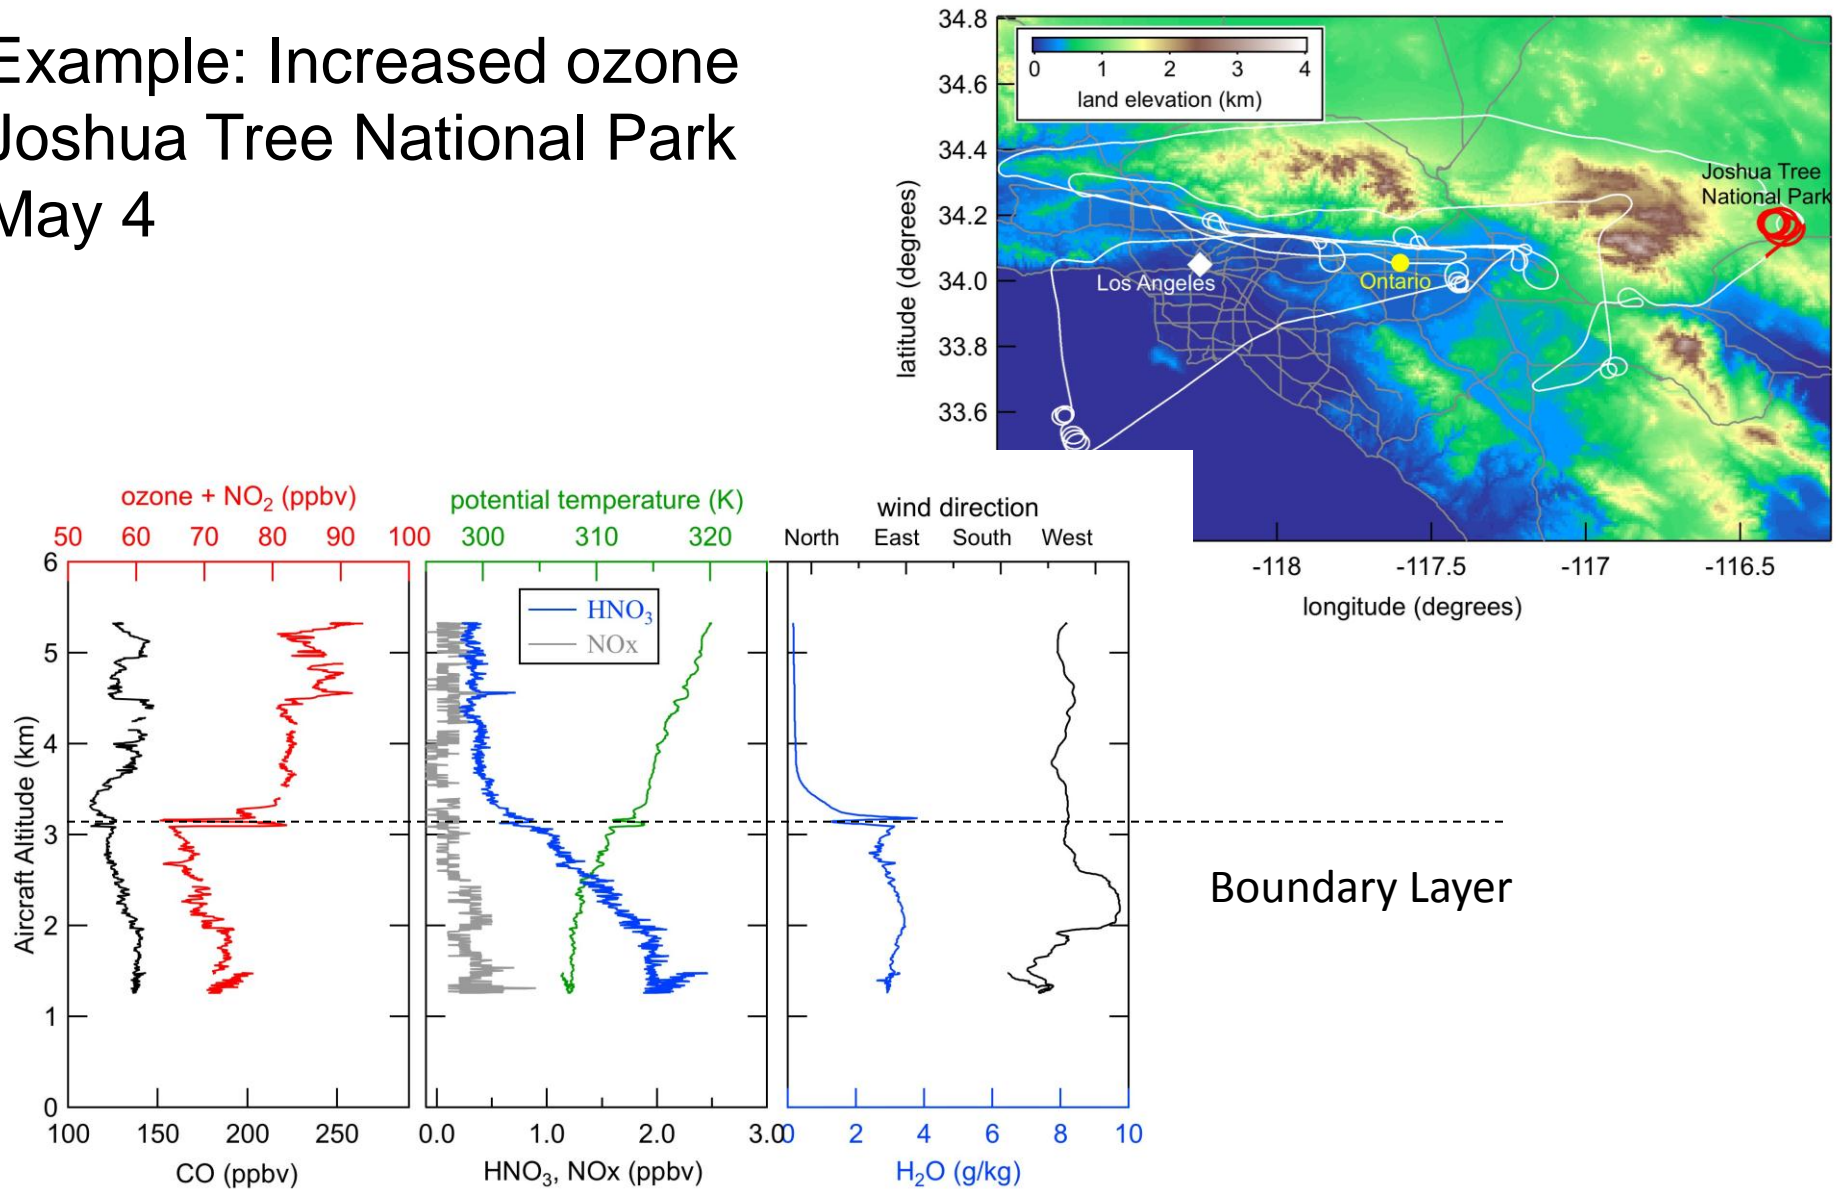 Example: Increased ozone
Joshua Tree National Park
May 4
34.8
34.6
34.4
34.2
34.0
33.8
33.6
latitude (degrees)
0 1 2 3 4
land elevation (km)
Joshua Tree
National Park
Los Angeles
Ontario
-118 -117.5 -117 -116.5
longitude (degrees)
ozone + NO₂ (ppbv)
50 60 70 80 90 100
potential temperature (K)
300 310 320
wind direction
North East South West
HNO₃
NOx
6
5
4
3
2
1
0
Aircraft Altitude (km)
Boundary Layer
100 150 200 250
CO (ppbv)
0.0 1.0 2.0 3.0
HNO₃, NOx (ppbv)
0 2 4 6 8 10
H₂O (g/kg)